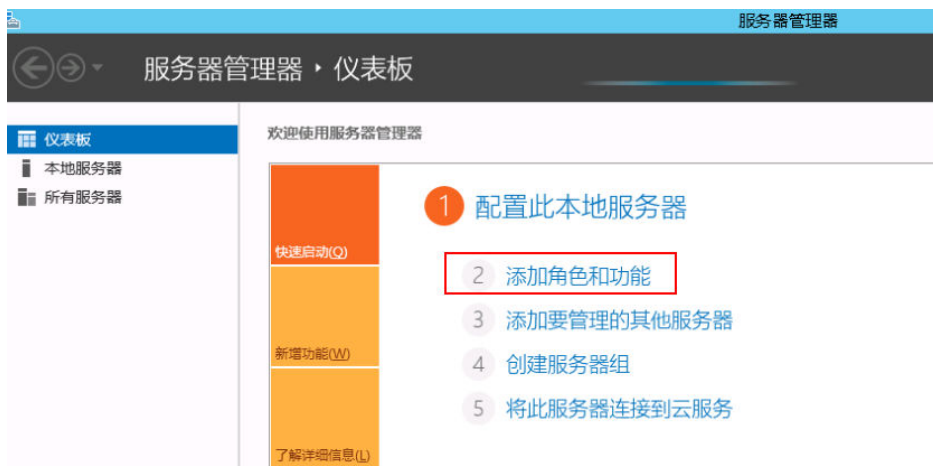 服务器管理器
服务器管理器 ‣ 仪表板
仪表板
本地服务器
所有服务器
欢迎使用服务器管理器
快速启动(Q)
新增功能(W)
了解详细信息(L)
1 配置此本地服务器
2 添加角色和功能
3 添加要管理的其他服务器
4 创建服务器组
5 将此服务器连接到云服务